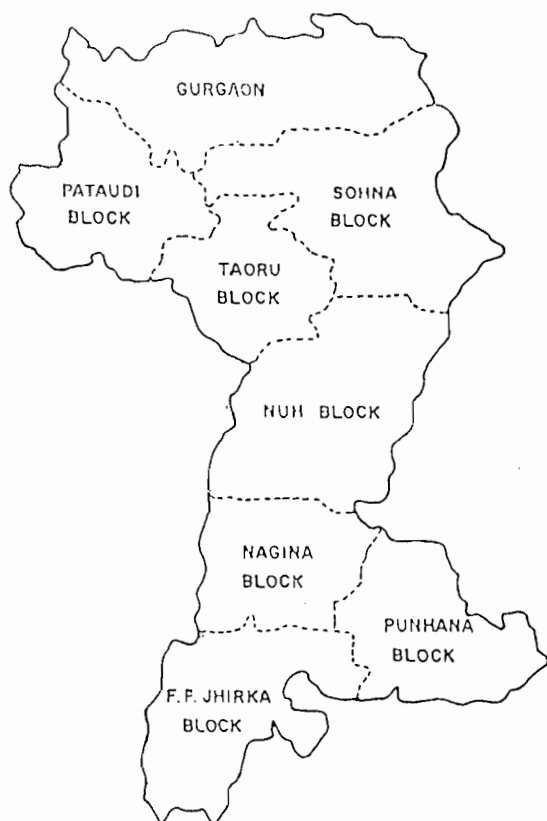 GURGAON
PATAUDI
BLOCK
SOHNA
BLOCK
TAORU
BLOCK
NUH BLOCK
NAGINA
BLOCK
PUNHANA
BLOCK
F.P. JHIRKA
BLOCK